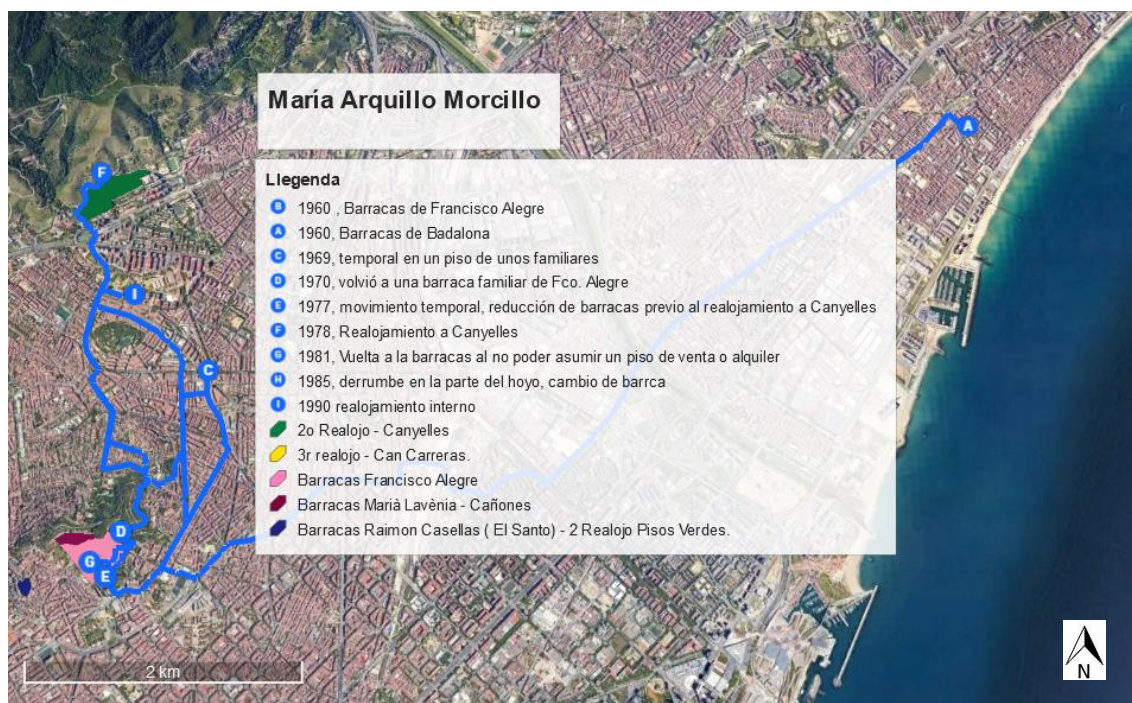 María Arquillo Morcillo
Llegenda
B 1960 , Barracas de Francisco Alegre
A 1960, Barracas de Badalona
C 1969, temporal en un piso de unos familiares
D 1970, volvió a una barraca familiar de Fco. Alegre
E 1977, movimiento temporal, reducción de barracas previo al realojamiento a Canyelles
F 1978, Realojamiento a Canyelles
G 1981, Vuelta a la barracas al no poder asumir un piso de venta o alquiler
H 1985, derrumbe en la parte del hoyo, cambio de barrca
I 1990 realojamiento interno
2o Realojo - Canyelles
3r realojo - Can Carreras.
Barracas Francisco Alegre
Barracas Marià Lavènia - Cañones
Barracas Raimon Casellas ( El Santo) - 2 Realojo Pisos Verdes.
A
F
I
C
D
G
E
2 km
N